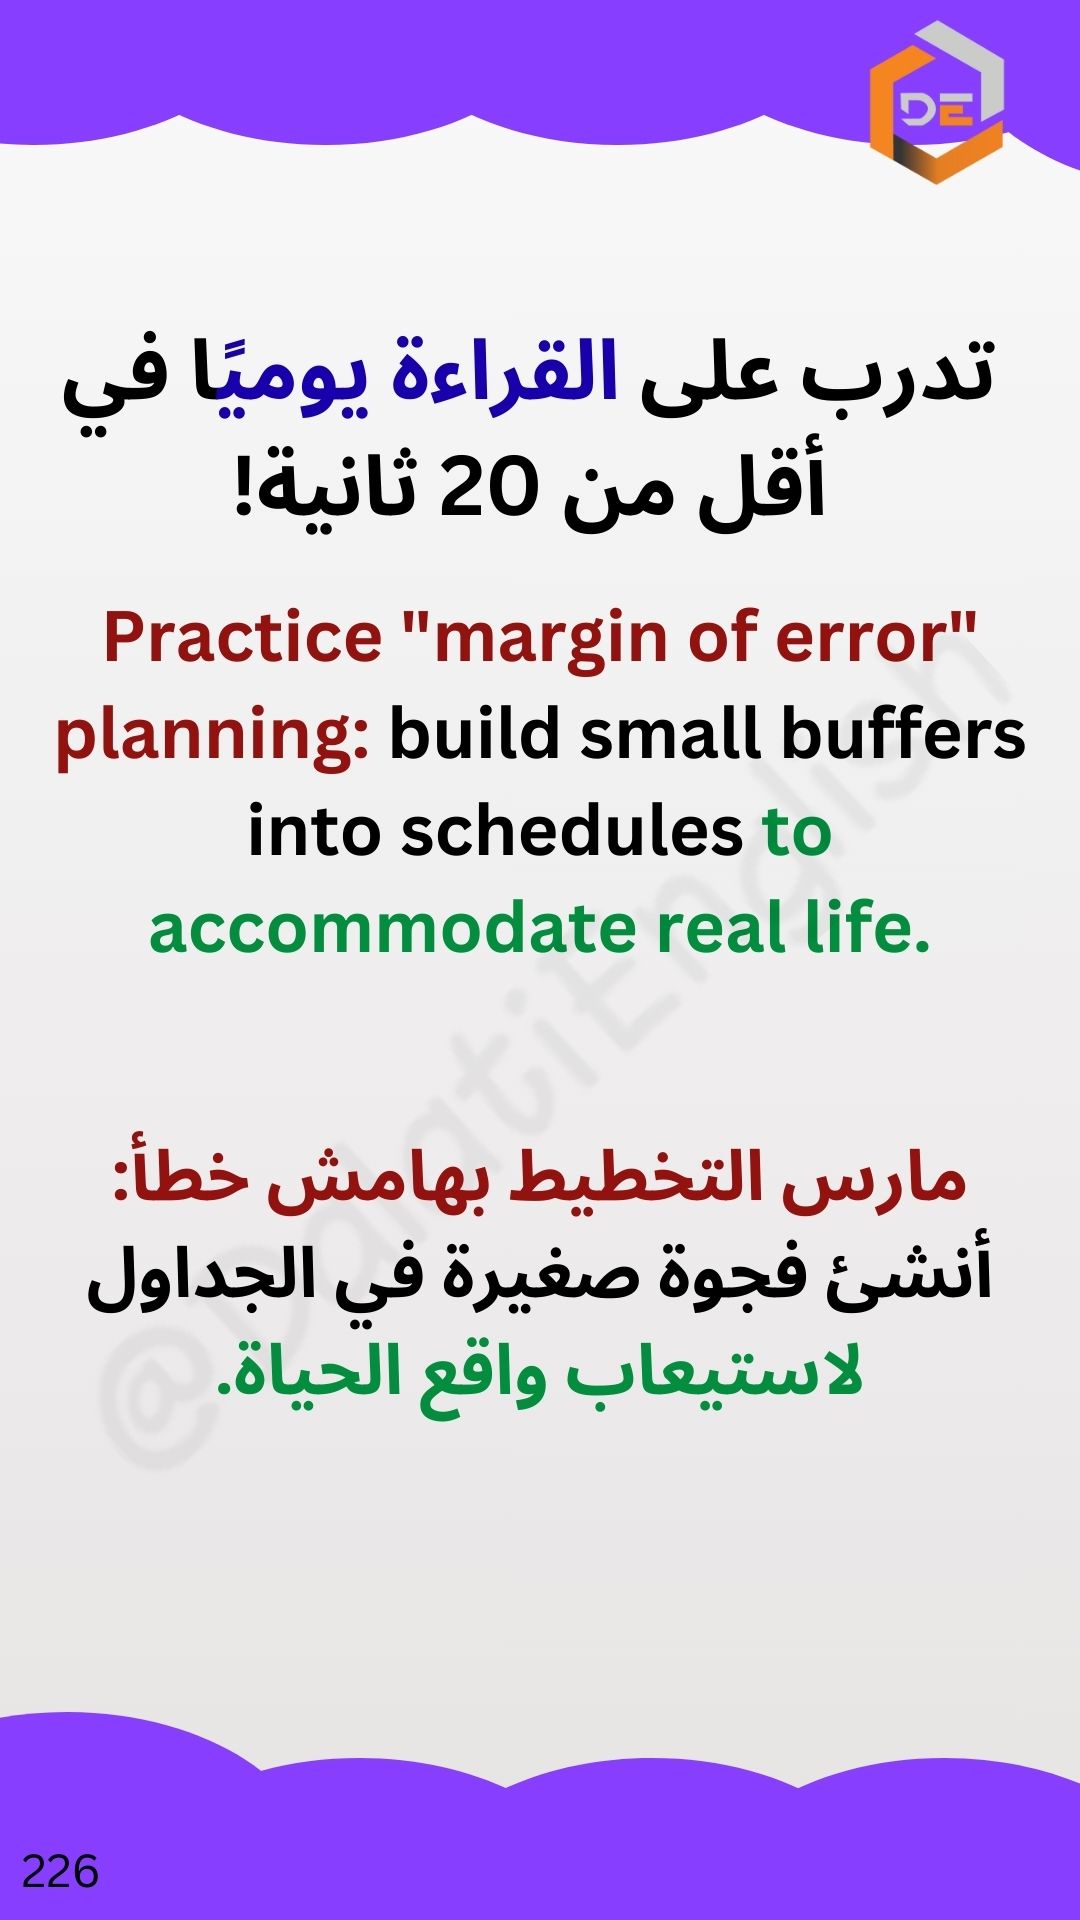 DE
تدرب على القراءة يوميًا في
أقل من 20 ثانية!
Practice "margin of error"
planning: build small buffers
into schedules to
accommodate real life.
@DalatiEnglish
مارس التخطيط بهامش خطأ:
أنشئ فجوة صغيرة في الجداول
لاستيعاب واقع الحياة.
226